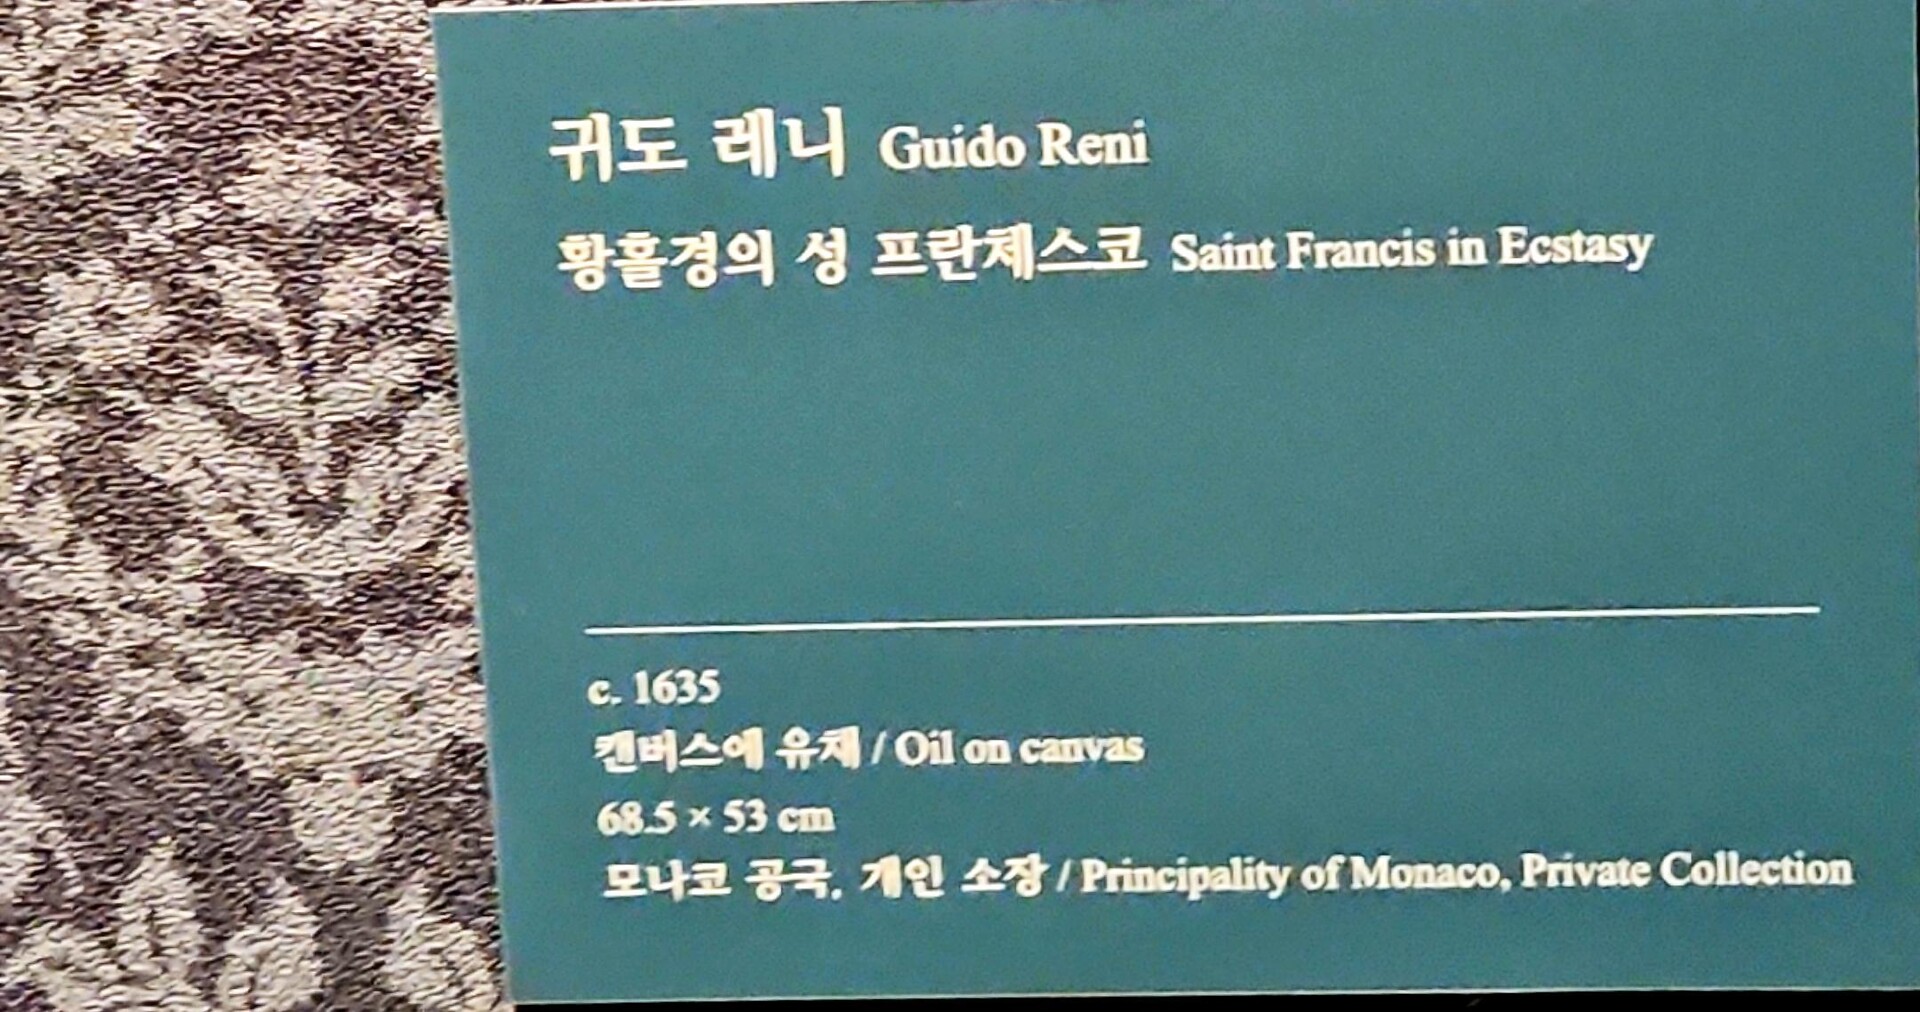 귀도 레니 Guido Reni
황홀경의 성 프란체스코 Saint Francis in Ecstasy
c. 1635
캔버스에 유채 / Oil on canvas
68.5 × 53 cm
모나코 공국, 개인 소장 / Principality of Monaco, Private Collection